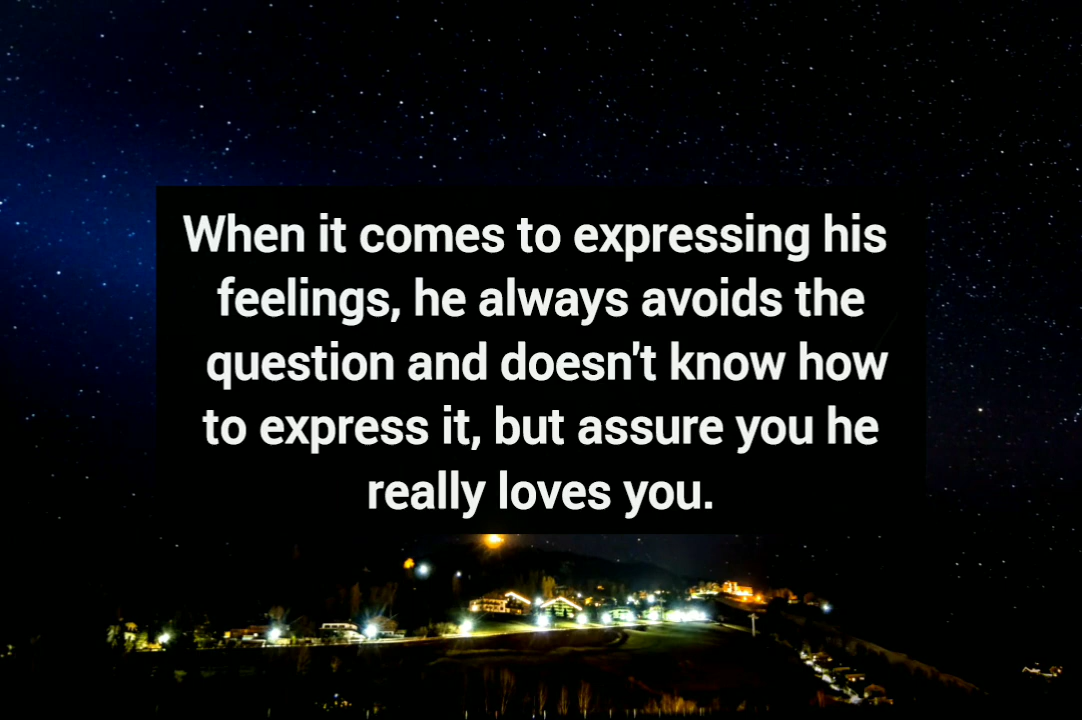 When it comes to expressing his
feelings, he always avoids the
question and doesn't know how
to express it, but assure you he
really loves you.